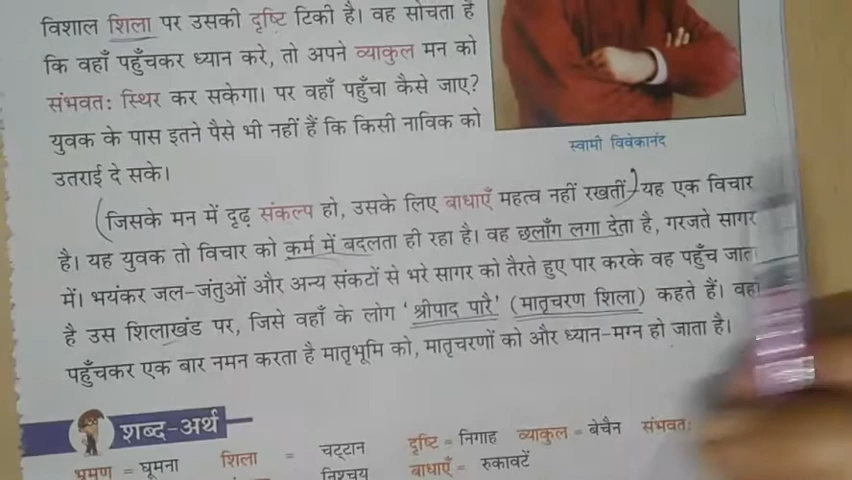 विशाल शिला पर उसकी दृष्टि टिकी है। वह सोचता है
कि वहाँ पहुँचकर ध्यान करे, तो अपने व्याकुल मन को
संभवतः स्थिर कर सकेगा। पर वहाँ पहुँचा कैसे जाए?
युवक के पास इतने पैसे भी नहीं हैं कि किसी नाविक को
उतराई दे सके।
स्वामी विवेकानंद
(जिसके मन में दृढ़ संकल्प हो, उसके लिए बाधाएँ महत्व नहीं रखतीं) यह एक विचार
है। यह युवक तो विचार को कर्म में बदलता ही रहा है। वह छलाँग लगा देता है, गरजते सागर
में। भयंकर जल-जंतुओं और अन्य संकटों से भरे सागर को तैरते हुए पार करके वह पहुँच जाता
है उस शिलाखंड पर, जिसे वहाँ के लोग 'श्रीपाद पारै' (मातृचरण शिला) कहते हैं। वहाँ
पहुँचकर एक बार नमन करता है मातृभूमि को, मातृचरणों को और ध्यान-मग्न हो जाता है।
शब्द-अर्थ
भ्रमण = घूमना शिला = चट्टान दृष्टि = निगाह व्याकुल = बेचैन संभवतः
निश्चय बाधाएँ = रुकावटें